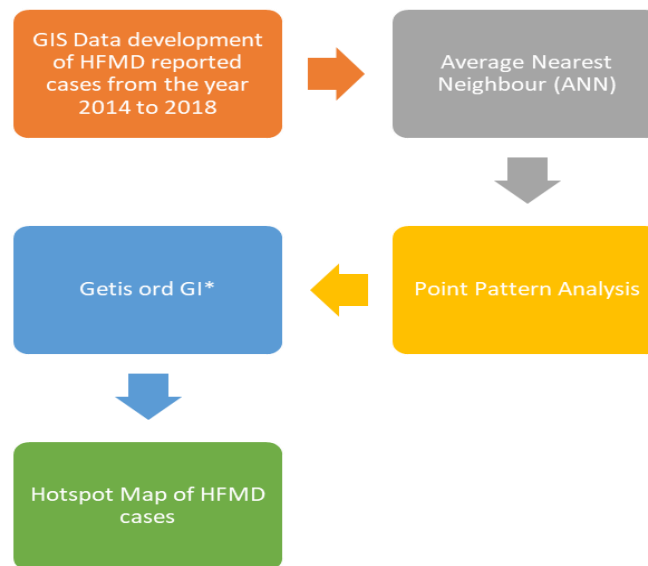 GIS Data development
of HFMD reported
cases from the year
2014 to 2018
Average Nearest
Neighbour (ANN)
Point Pattern Analysis
Getis ord GI*
Hotspot Map of HFMD
cases